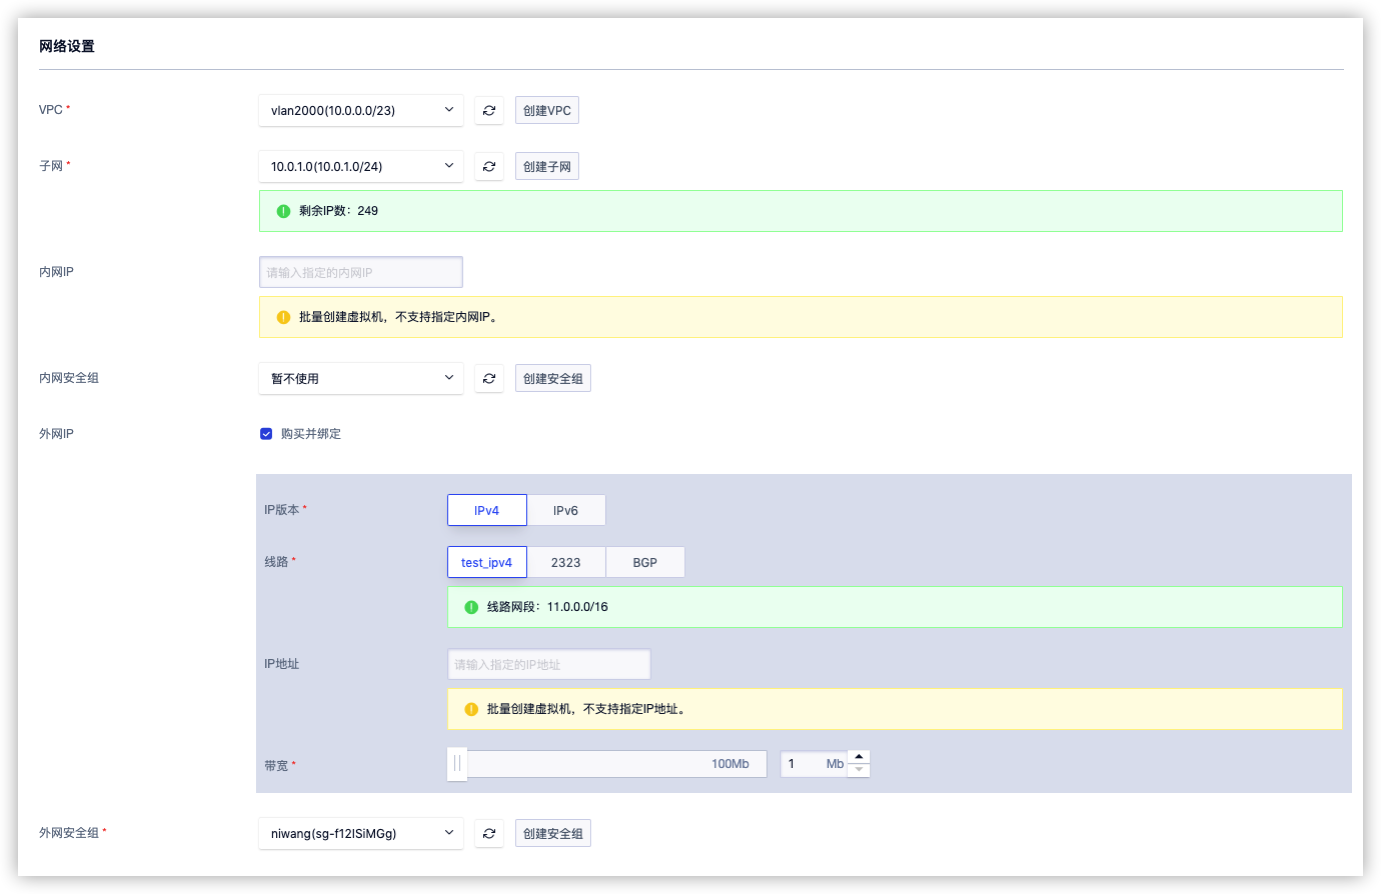 网络设置
VPC *
vlan2000(10.0.0.0/23)
创建VPC
子网 *
10.0.1.0(10.0.1.0/24)
创建子网
剩余IP数：249
内网IP
请输入指定的内网IP
批量创建虚拟机，不支持指定内网IP。
内网安全组
暂不使用
创建安全组
外网IP
购买并绑定
IP版本 *
IPv4
IPv6
线路 *
test_ipv4
2323
BGP
线路网段：11.0.0.0/16
IP地址
请输入指定的IP地址
批量创建虚拟机，不支持指定IP地址。
带宽 *
100Mb
1 Mb
外网安全组 *
niwang(sg-f12ISiMGg)
创建安全组